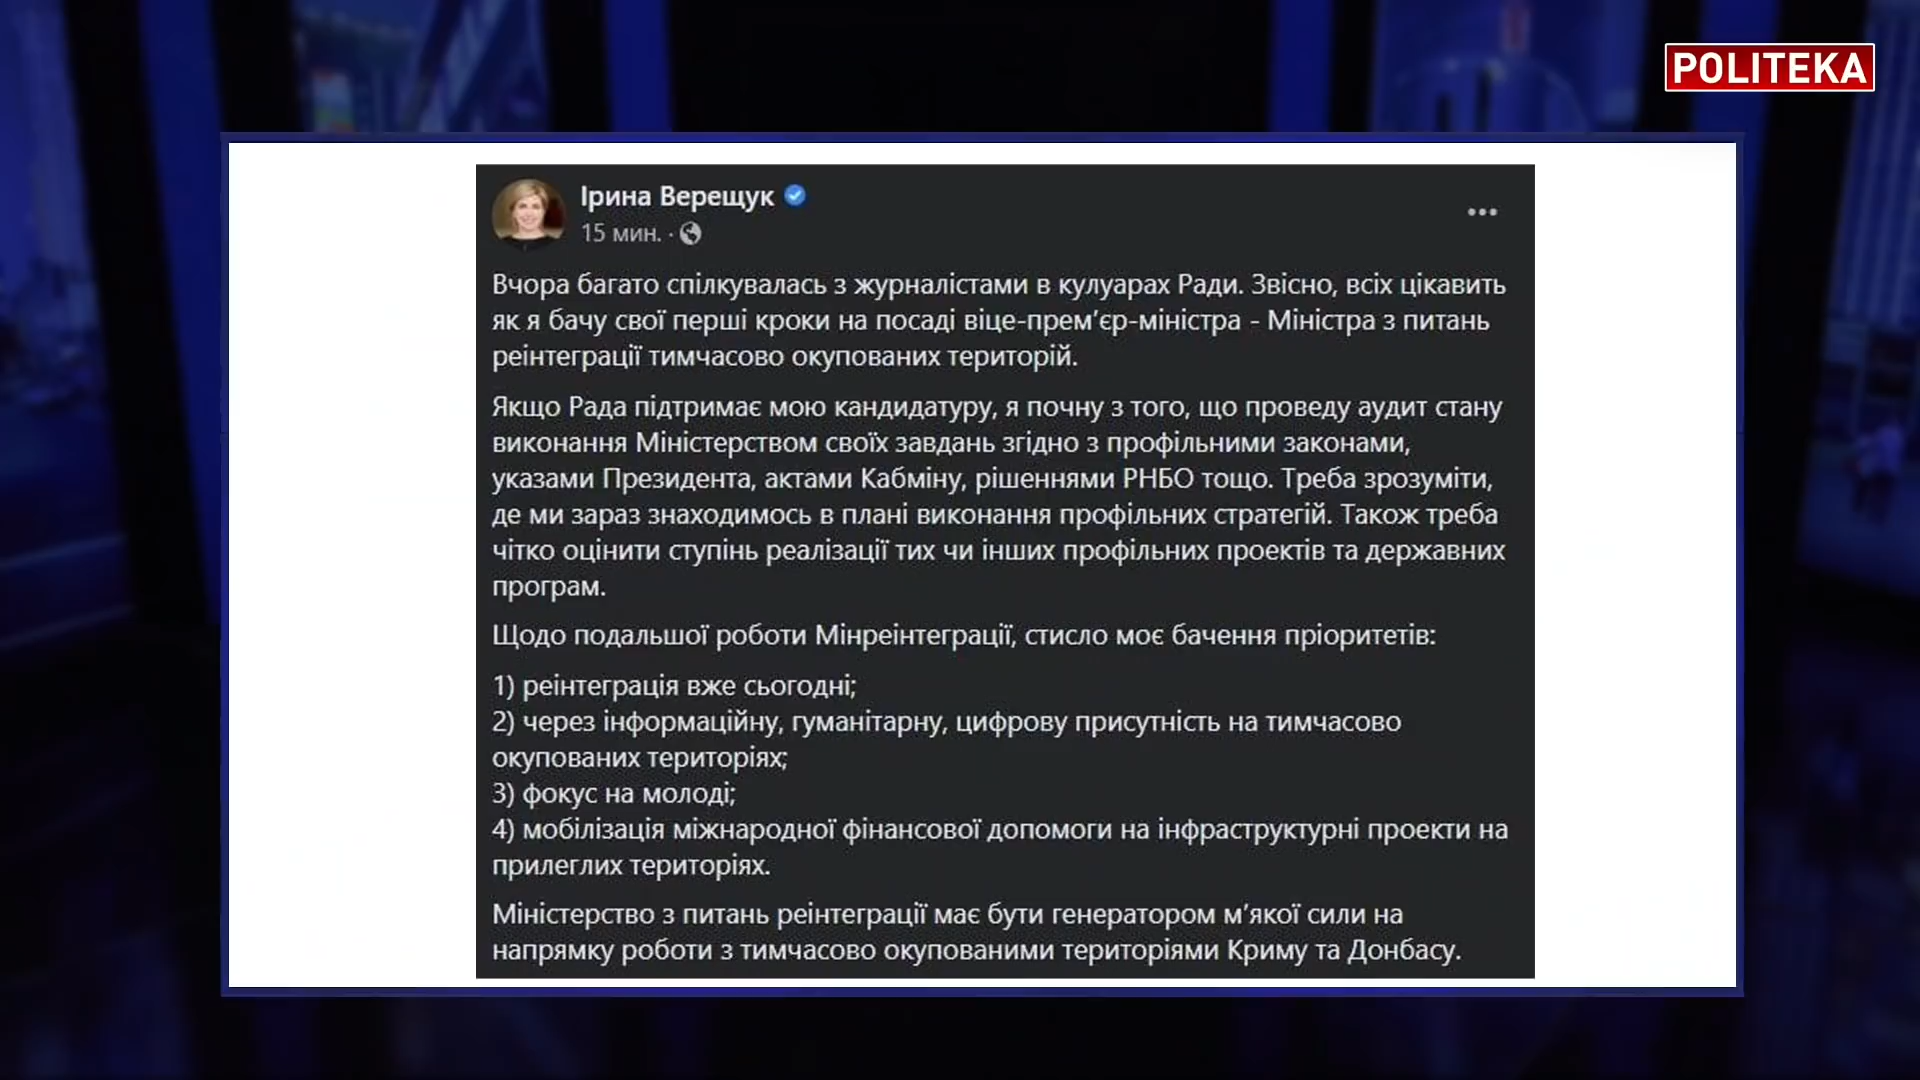 POLITEKA
Ірина Верещук
15 мин. ·
Вчора багато спілкувалась з журналістами в кулуарах Ради. Звісно, всіх цікавить
як я бачу свої перші кроки на посаді віце-прем’єр-міністра - Міністра з питань
реінтеграції тимчасово окупованих територій.
Якщо Рада підтримає мою кандидатуру, я почну з того, що проведу аудит стану
виконання Міністерством своїх завдань згідно з профільними законами,
указами Президента, актами Кабміну, рішеннями РНБО тощо. Треба зрозуміти,
де ми зараз знаходимось в плані виконання профільних стратегій. Також треба
чітко оцінити ступінь реалізації тих чи інших профільних проектів та державних
програм.
Щодо подальшої роботи Мінреінтеграції, стисло моє бачення пріоритетів:
1) реінтеграція вже сьогодні;
2) через інформаційну, гуманітарну, цифрову присутність на тимчасово
окупованих територіях;
3) фокус на молоді;
4) мобілізація міжнародної фінансової допомоги на інфраструктурні проекти на
прилеглих територіях.
Міністерство з питань реінтеграції має бути генератором м’якої сили на
напрямку роботи з тимчасово окупованими територіями Криму та Донбасу.